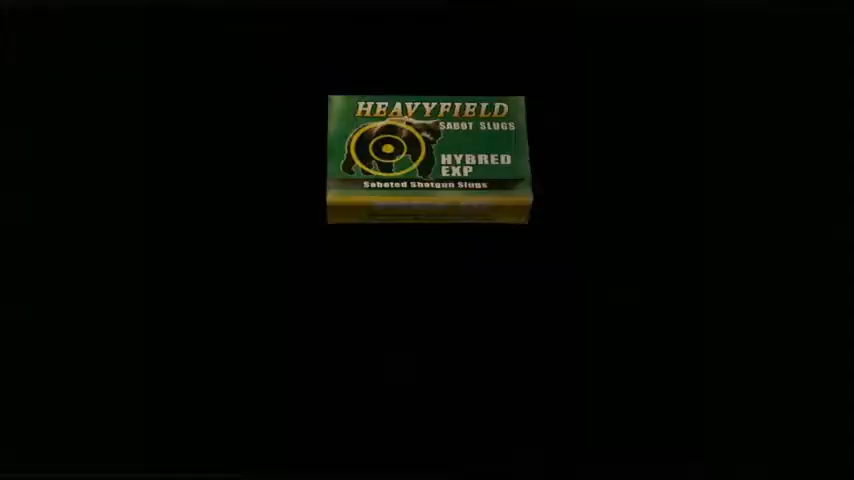 HEAVYFIELD
SABOT SLUGS
HYBRED
EXP
Saboted Shotgun Slugs